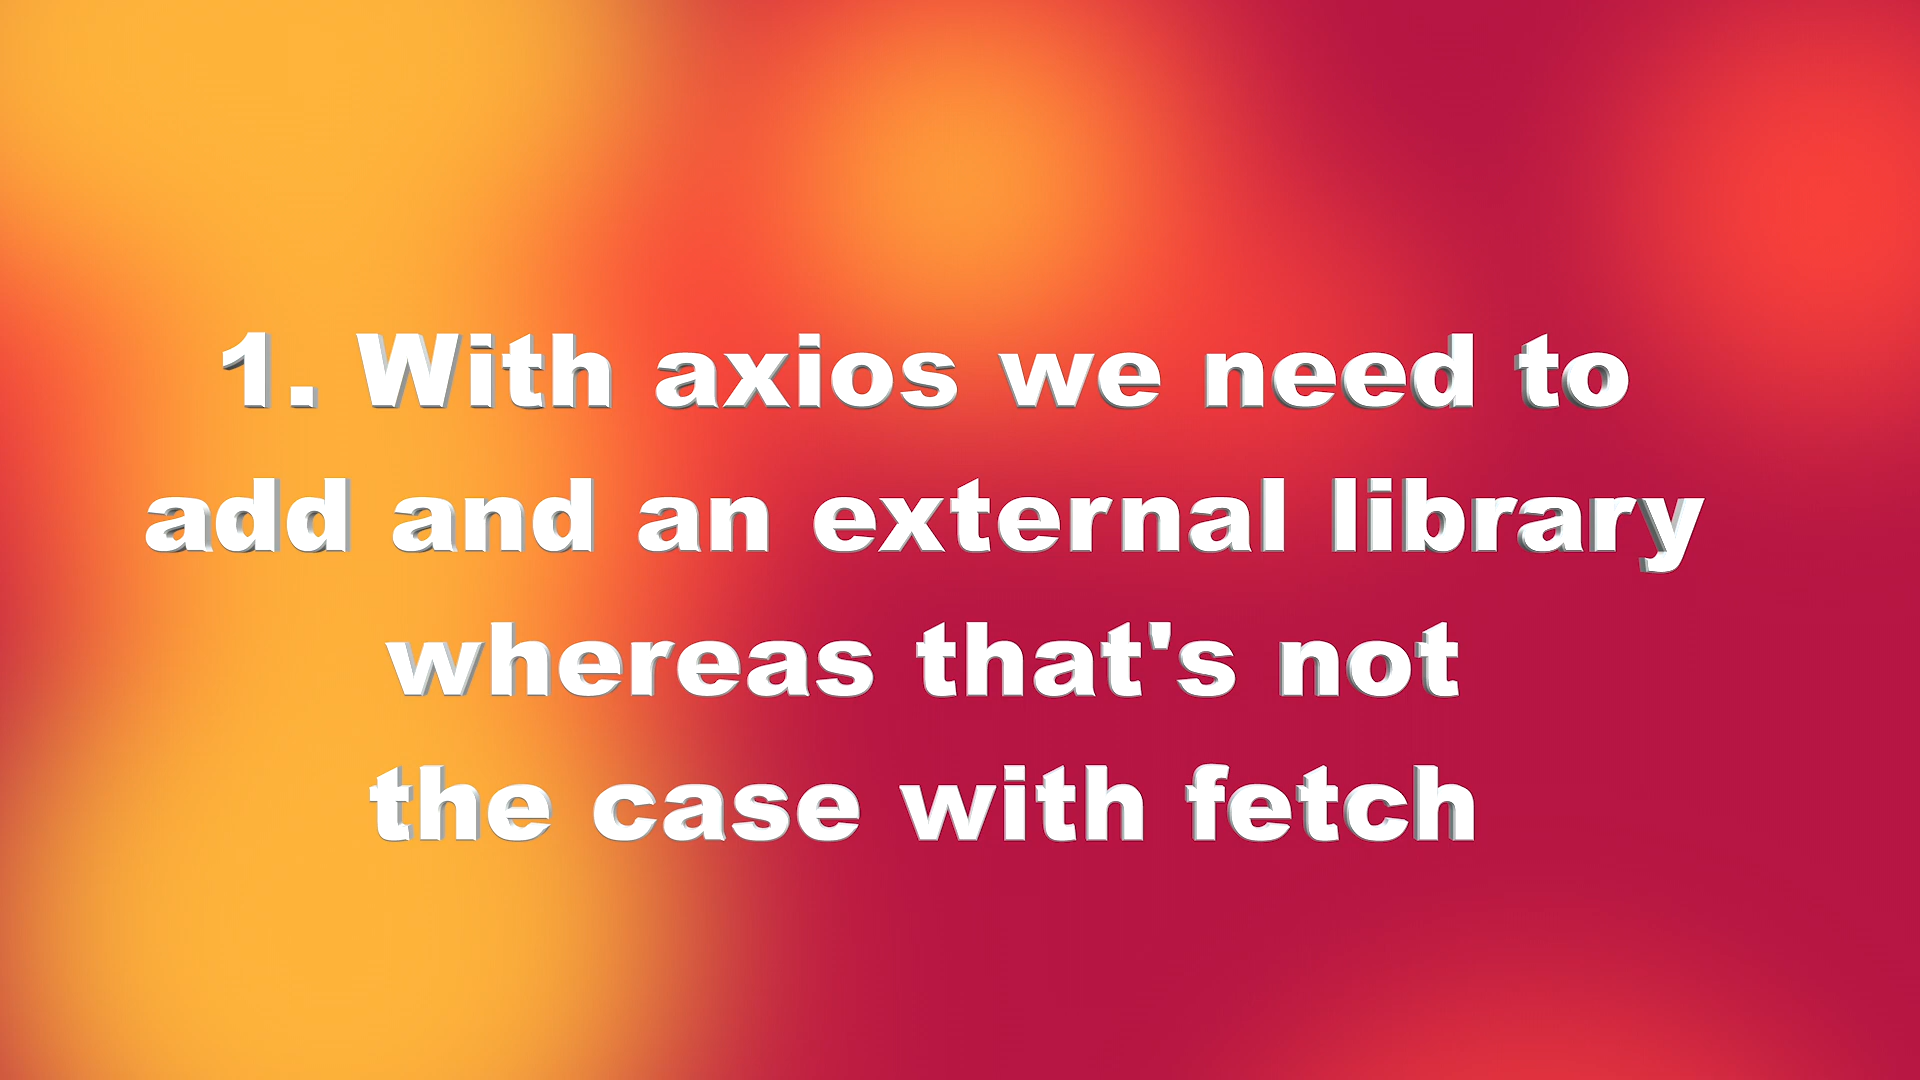 1. With axios we need to
add and an external library
whereas that's not
the case with fetch